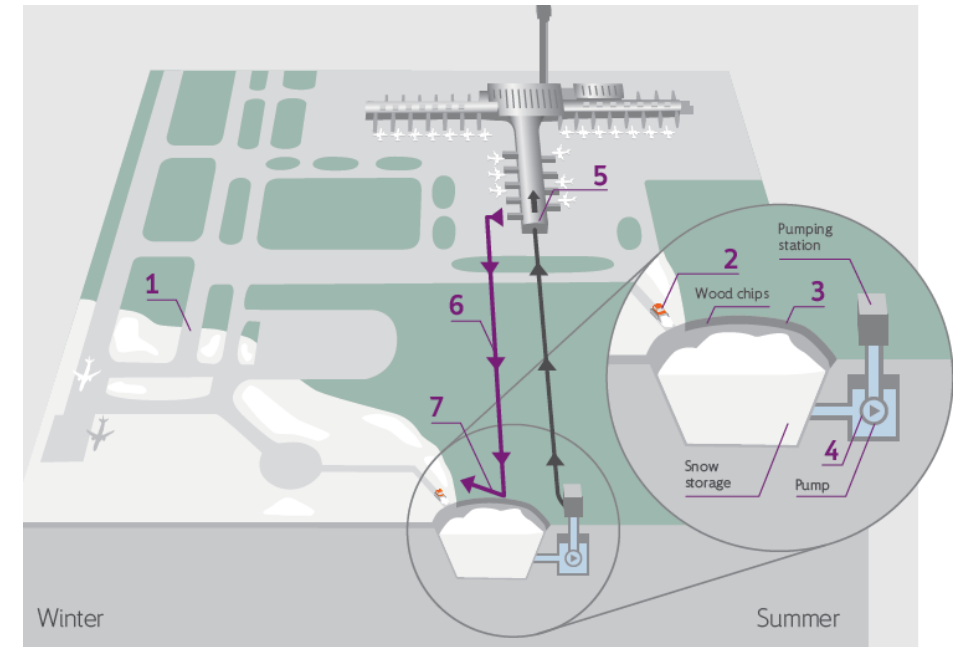 Pumping
station
5
2
1
Wood chips
3
6
7
4
Snow
storage
Pump
Winter
Summer